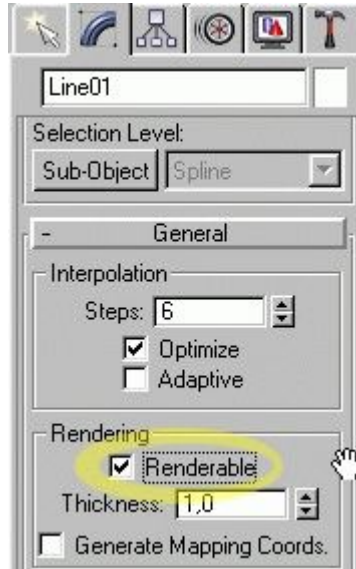 Line01
Selection Level:
Sub-Object Spline
- General
Interpolation
Steps: 6
Optimize
Adaptive
Rendering
Renderable
Thickness: 1,0
Generate Mapping Coords.